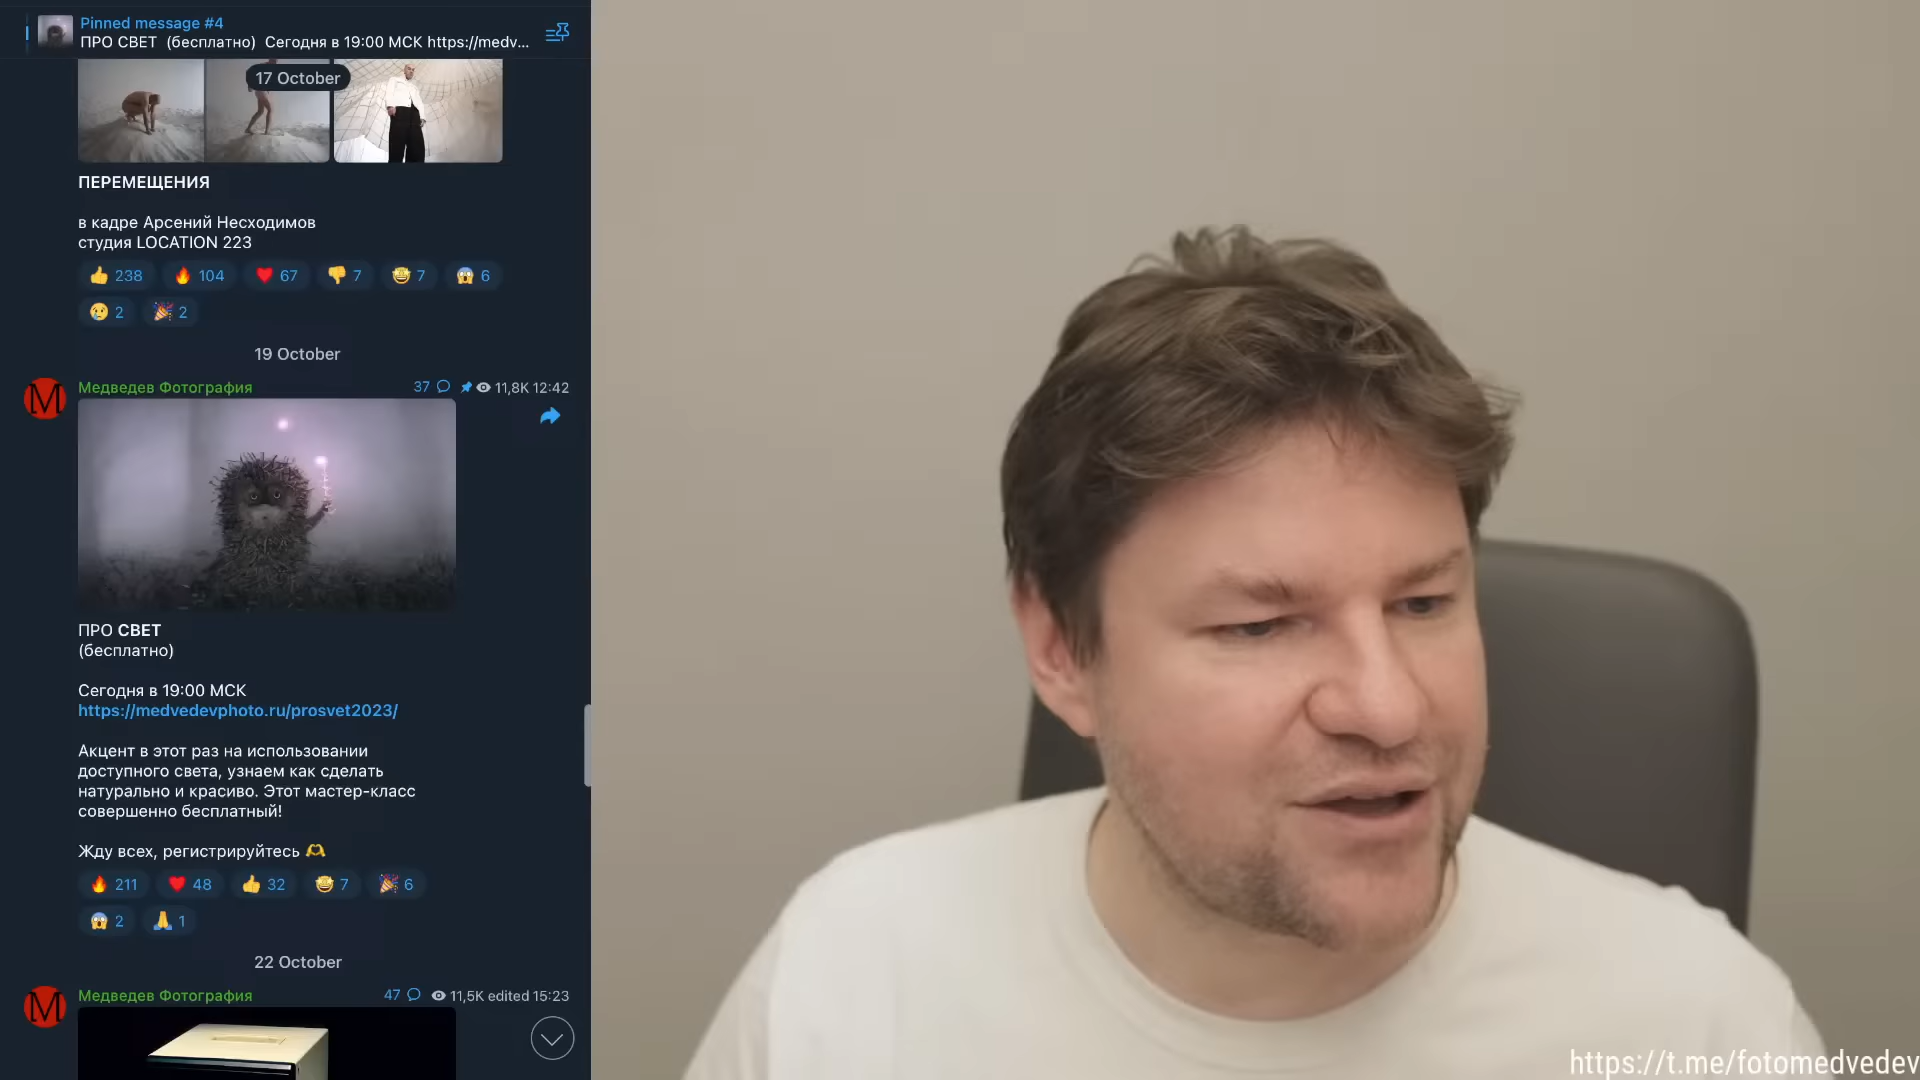 Pinned message #4
ПРО СВЕТ (бесплатно) Сегодня в 19:00 МСК https://medv...
17 October
ПЕРЕМЕЩЕНИЯ
в кадре Арсений Несходимов
студия LOCATION 223
238 104 67 7 7 6
2 2
19 October
Медведев Фотография 37 11,8K 12:42
M
ПРО СВЕТ
(бесплатно)
Сегодня в 19:00 МСК
https://medvedevphoto.ru/prosvet2023/
Акцент в этот раз на использовании
доступного света, узнаем как сделать
натурально и красиво. Этот мастер-класс
совершенно бесплатный!
Жду всех, регистрируйтесь 🫶
211 48 32 7 6
2 1
22 October
Медведев Фотография 47 11,5K edited 15:23
M
https://t.me/fotomedvedev